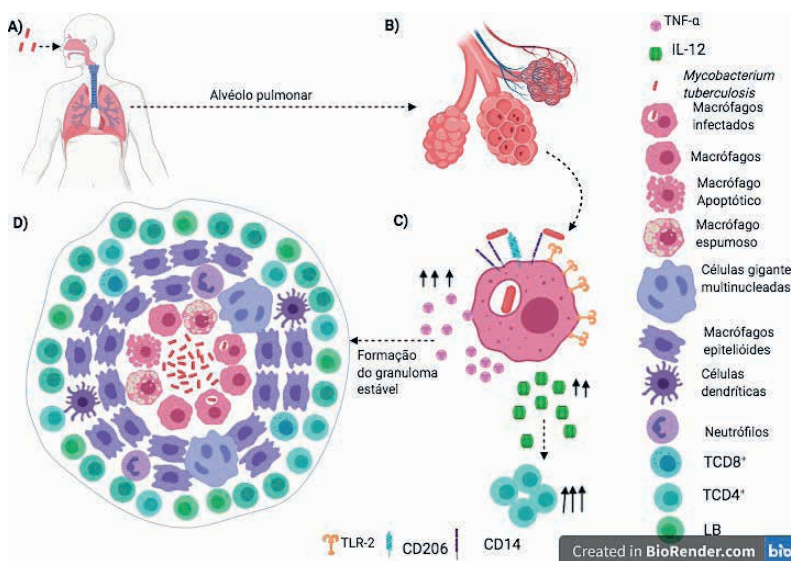 A)
Alvéolo pulmonar
B)
TNF-α
IL-12
Mycobacterium
tuberculosis
Macrófagos
infectados
Macrófagos
Macrófago
Apoptótico
Macrófago
espumoso
Células gigante
multinucleadas
Macrófagos
epitelióides
Células
dendríticas
Neutrófilos
TCD8⁺
TCD4⁺
LB
D)
C)
Formação
do granuloma
estável
TLR-2
CD206
CD14
Created in BioRender.com
bio